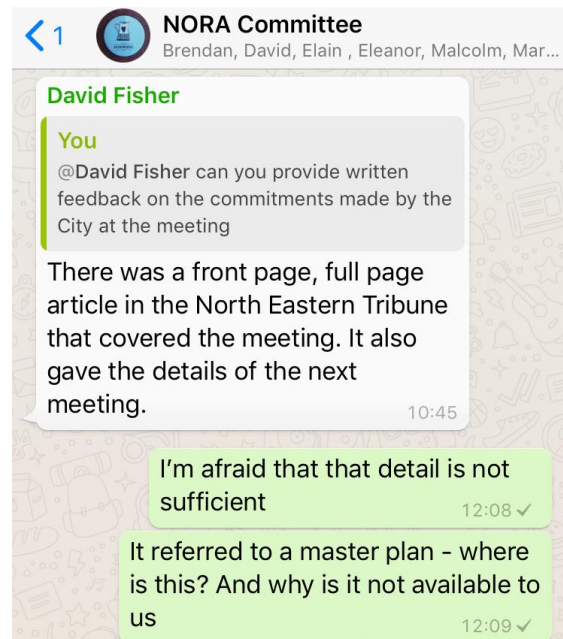 1
NORA Committee
Brendan, David, Elain , Eleanor, Malcolm, Mar...
David Fisher
You
@David Fisher can you provide written
feedback on the commitments made by the
City at the meeting
There was a front page, full page
article in the North Eastern Tribune
that covered the meeting. It also
gave the details of the next
meeting.
10:45
I'm afraid that that detail is not
sufficient
12:08
It referred to a master plan - where
is this? And why is it not available to
us
12:09